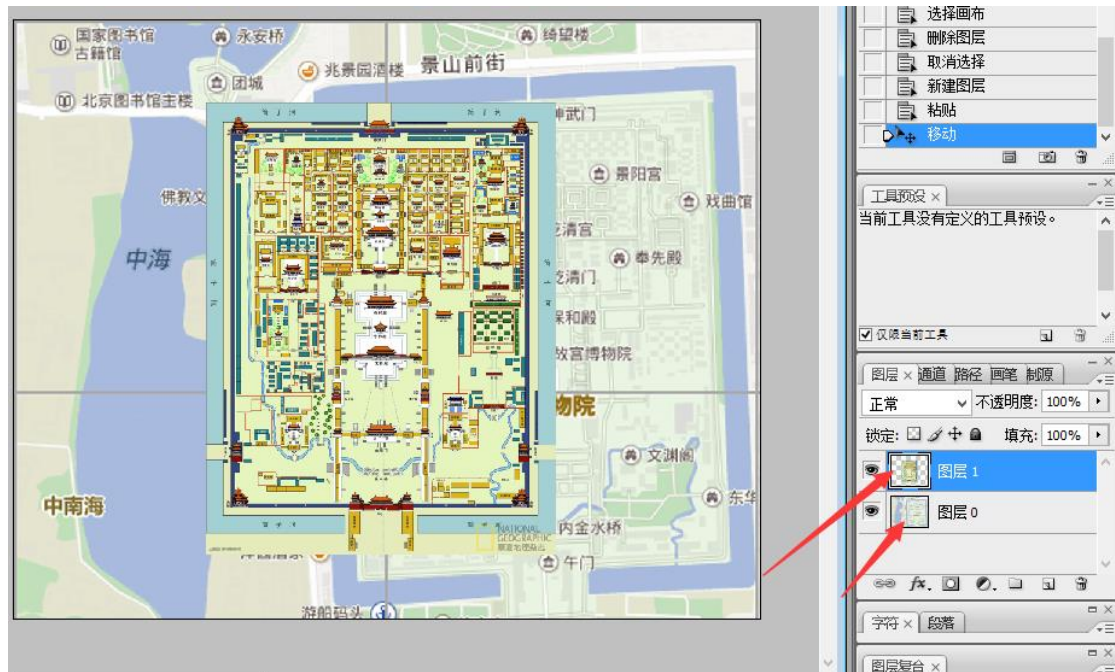 国家图书馆
古籍馆
永安桥
绮望楼
兆景园酒楼
景山前街
团城
北京图书馆主楼
神武门
景阳宫
佛教文
戏曲馆
清宫
中海
奉先殿
清门
保和殿
故宫博物院
物院
文渊阁
中南海
东华
内金水桥
午门
游船码头
NATIONAL
GEOGRAPHIC
选择画布
删除图层
取消选择
新建图层
粘贴
移动
工具预设 ×
当前工具没有定义的工具预设。
仅限当前工具
图层 × 通道 路径 画笔 制源
正常 不透明度: 100%
锁定: 填充: 100%
图层 1
图层 0
fx.
字符 × 段落
图层复合 ×